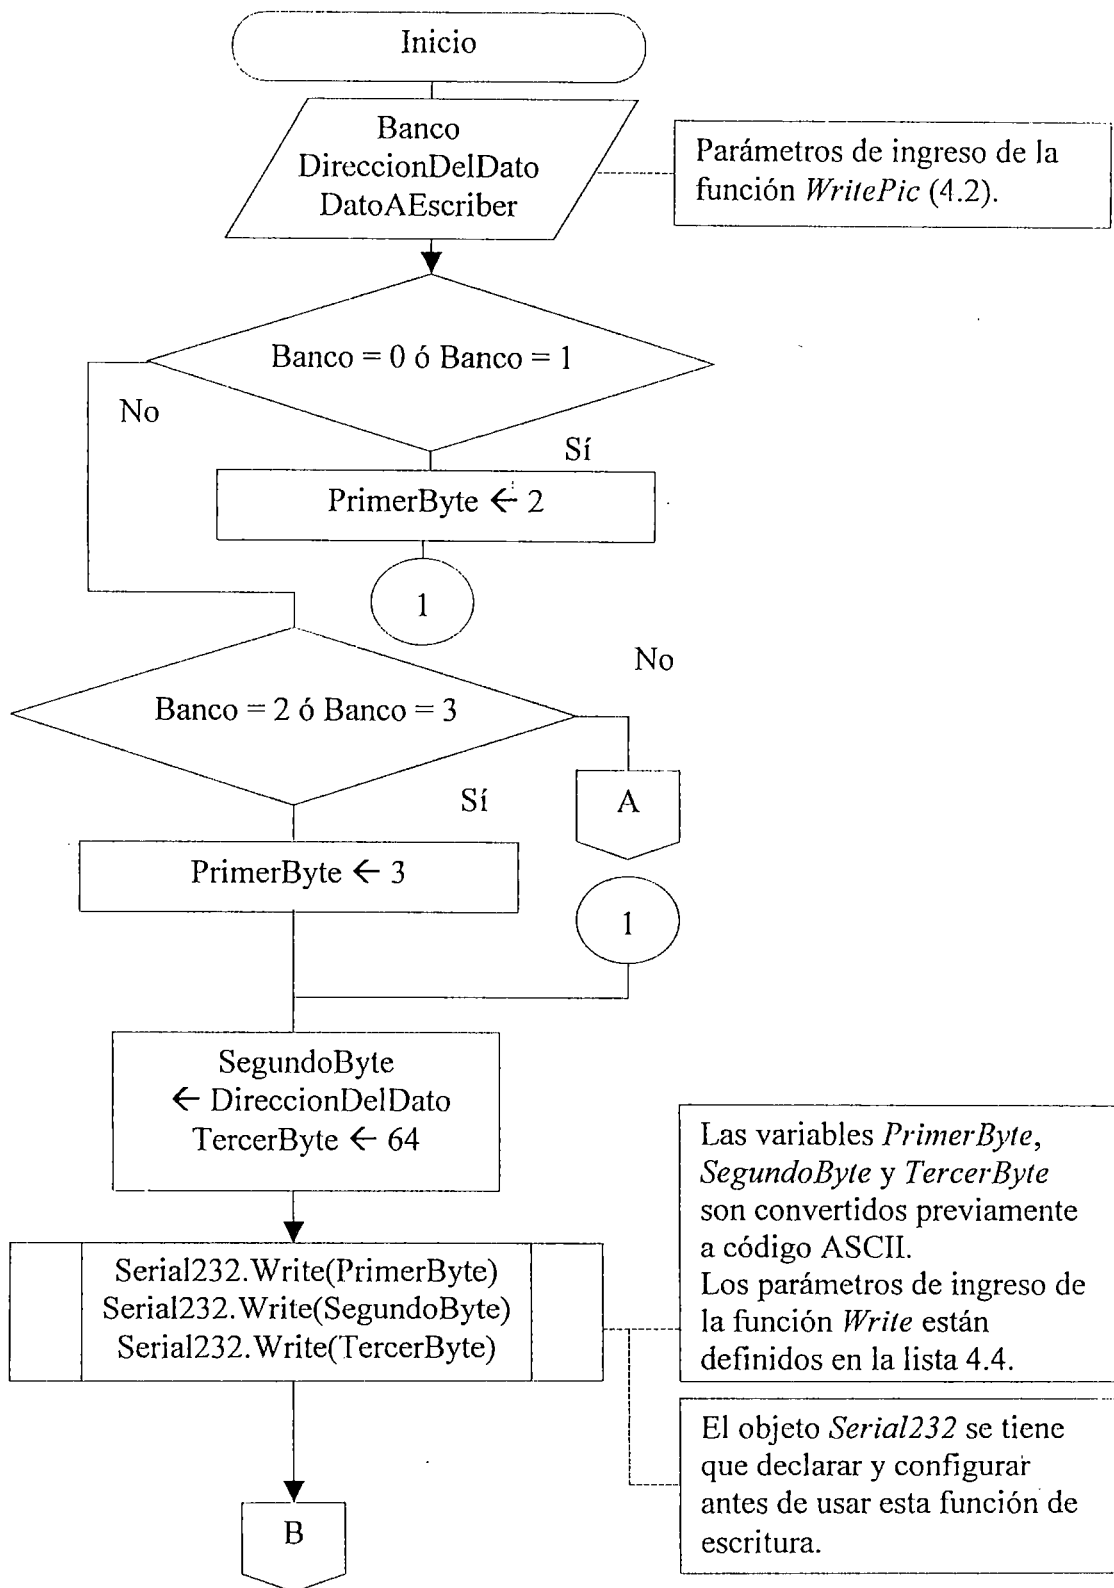 Inicio
Banco
DireccionDelDato
DatoAEscriber
Parámetros de ingreso de la
función WritePic (4.2).
Banco = 0 ó Banco = 1
No
Sí
PrimerByte ← 2
1
No
Banco = 2 ó Banco = 3
Sí
A
PrimerByte ← 3
1
SegundoByte
← DireccionDelDato
TercerByte ← 64
Las variables PrimerByte,
SegundoByte y TercerByte
son convertidos previamente
a código ASCII.
Los parámetros de ingreso de
la función Write están
definidos en la lista 4.4.
Serial232.Write(PrimerByte)
Serial232.Write(SegundoByte)
Serial232.Write(TercerByte)
El objeto Serial232 se tiene
que declarar y configurar
antes de usar esta función de
escritura.
B